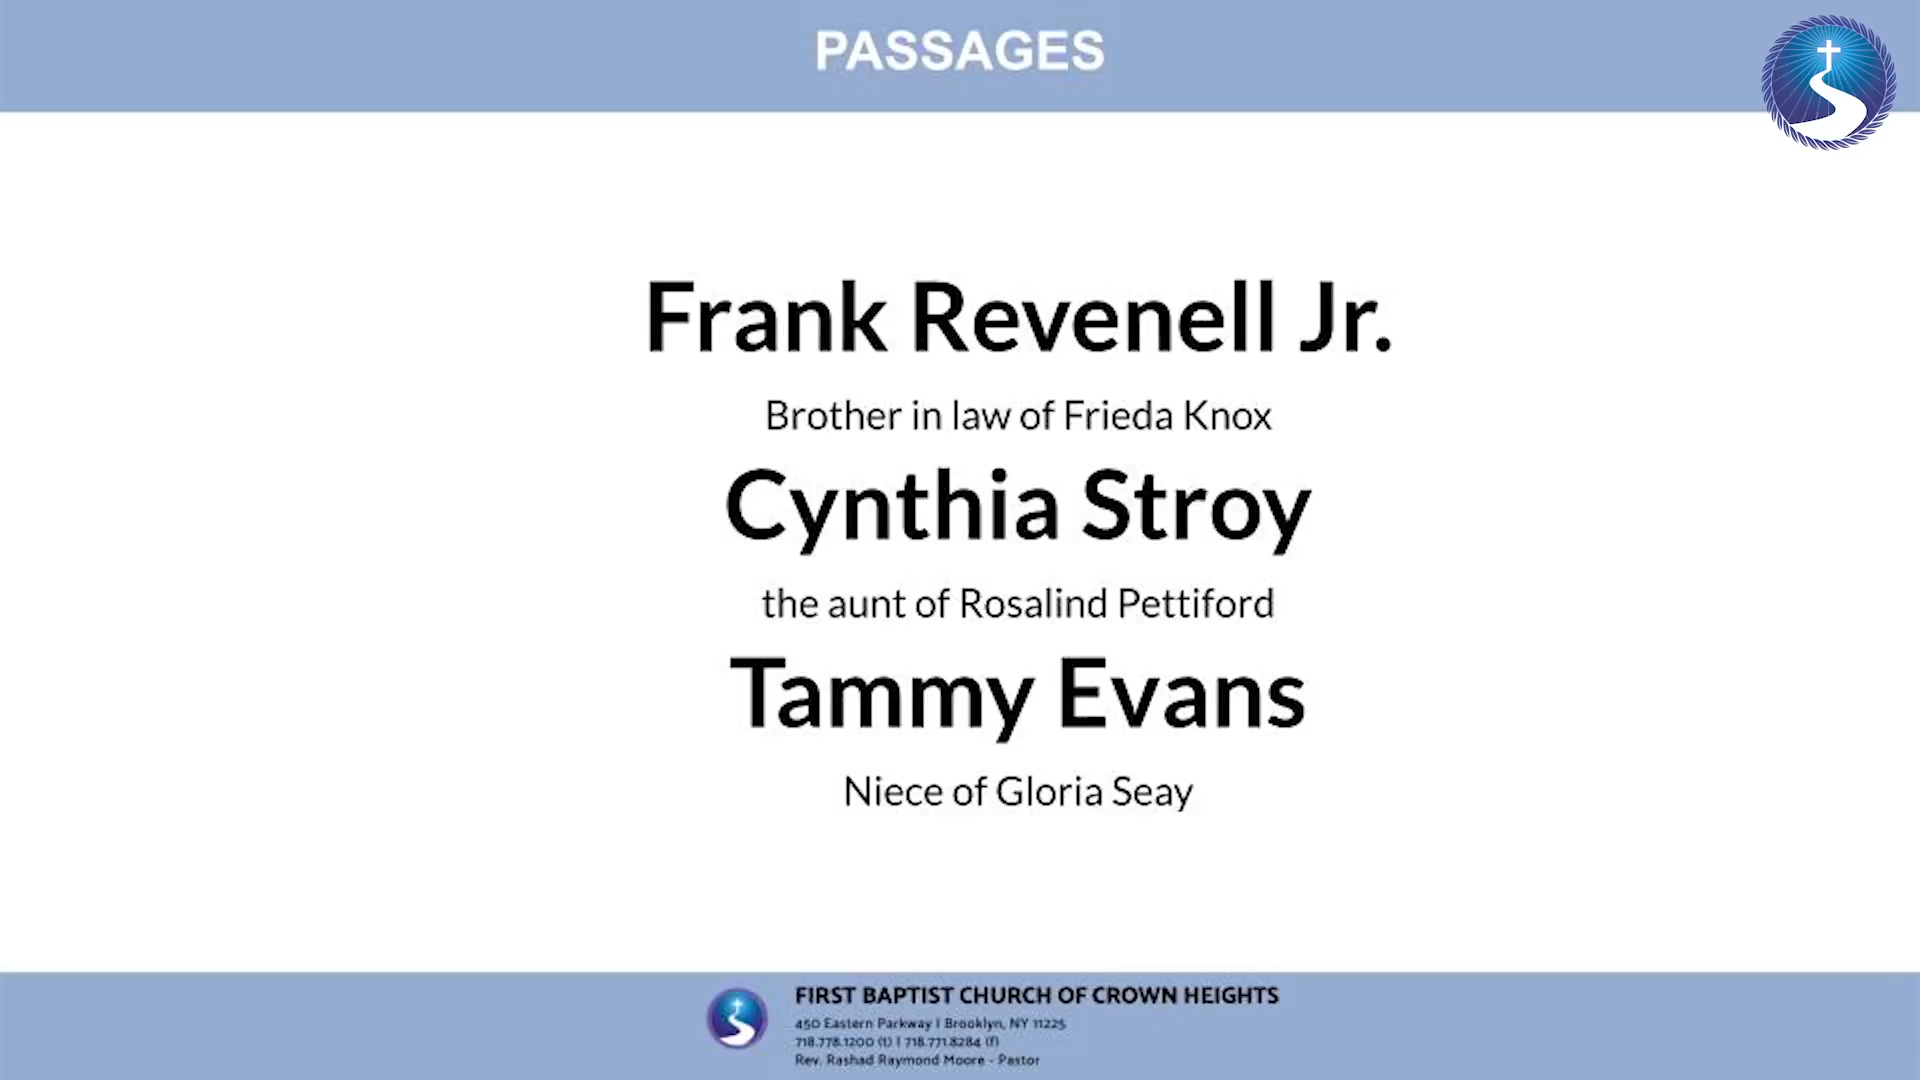 PASSAGES
Frank Revenell Jr.
Brother in law of Frieda Knox
Cynthia Stroy
the aunt of Rosalind Pettiford
Tammy Evans
Niece of Gloria Seay
FIRST BAPTIST CHURCH OF CROWN HEIGHTS
450 Eastern Parkway | Brooklyn, NY 11225
718.778.1200 (t) | 718.771.8284 (f)
Rev. Rashad Raymond Moore - Pastor